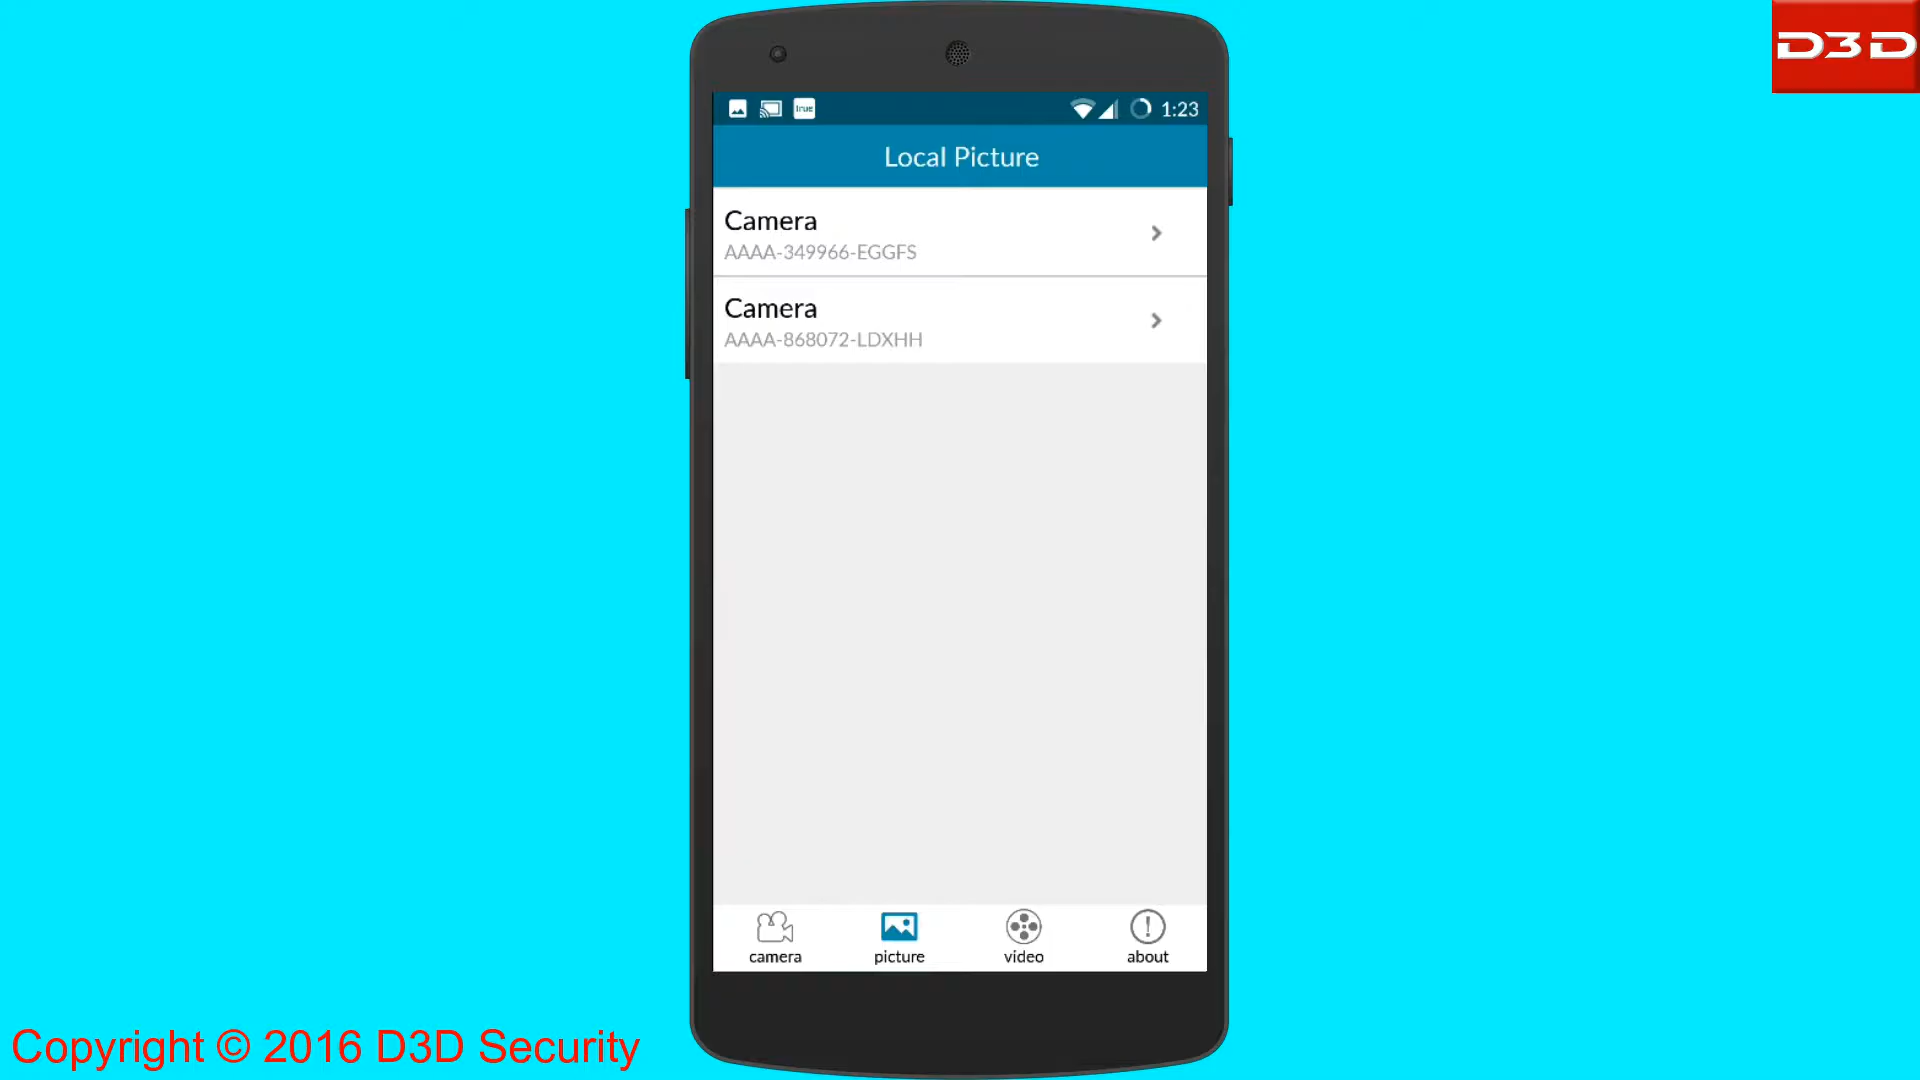 D3D
true
1:23
Local Picture
Camera
AAAA-349966-EGGFS
Camera
AAAA-868072-LDXHH
camera
picture
video
about
Copyright © 2016 D3D Security